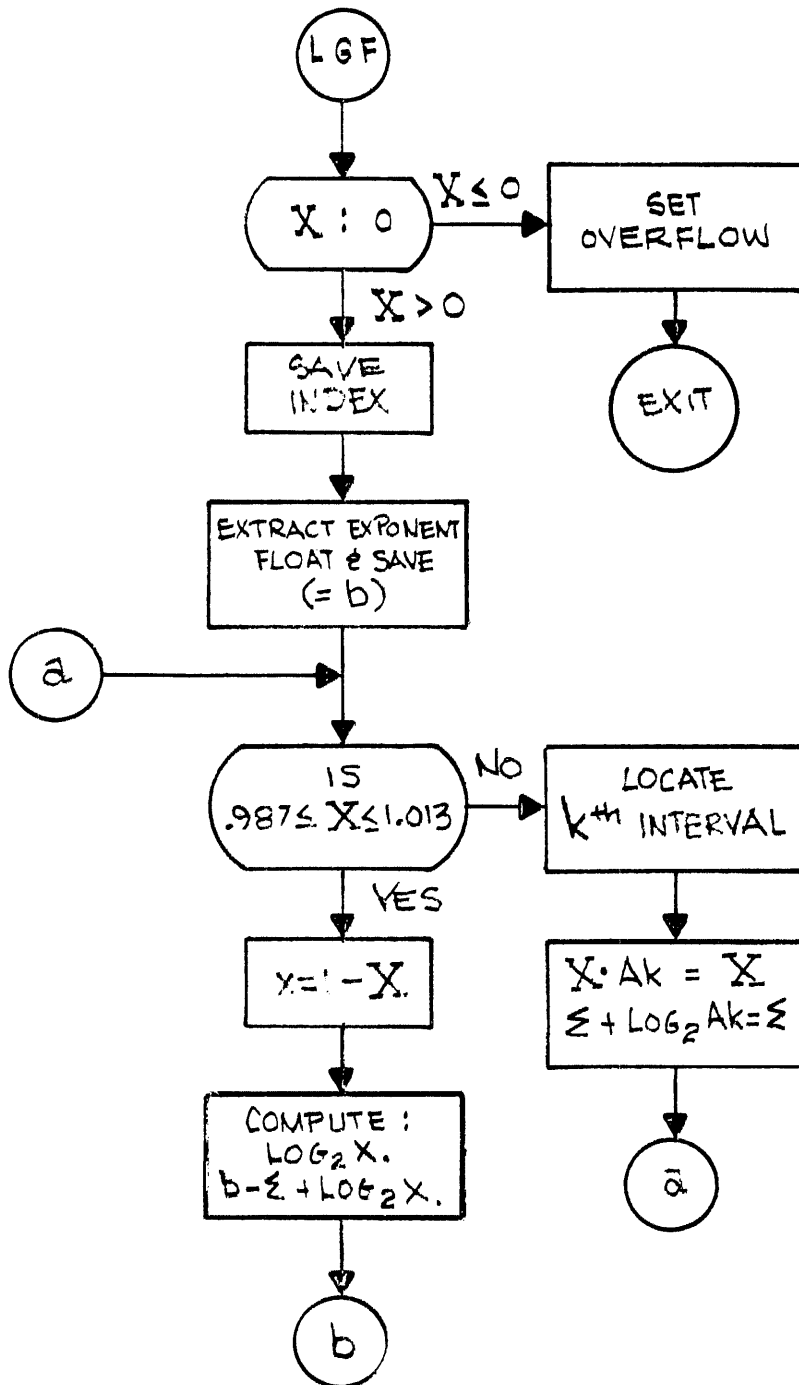 LGF
X : 0
X ≤ 0
SET
OVERFLOW
X > 0
SAVE
INDEX
EXIT
EXTRACT EXPONENT
FLOAT & SAVE
(= b)
ā
IS
.987 ≤ X ≤ 1.013
NO
LOCATE
kth INTERVAL
YES
x = 1 - X.
X · Ak = X
Σ + LOG₂ Ak = Σ
COMPUTE :
LOG₂ X.
b - Σ + LOG₂ X.
ā
b